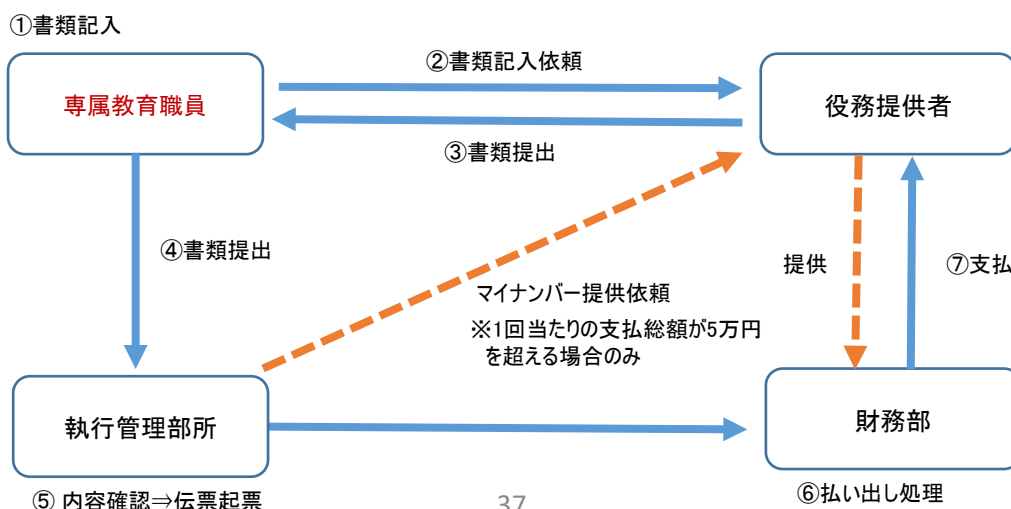 ①書類記入
②書類記入依頼
専属教育職員
役務提供者
③書類提出
④書類提出
提供
⑦支払
マイナンバー提供依頼
※1回当たりの支払総額が5万円
を超える場合のみ
執行管理部所
財務部
⑤ 内容確認⇒伝票起票
37
⑥払い出し処理